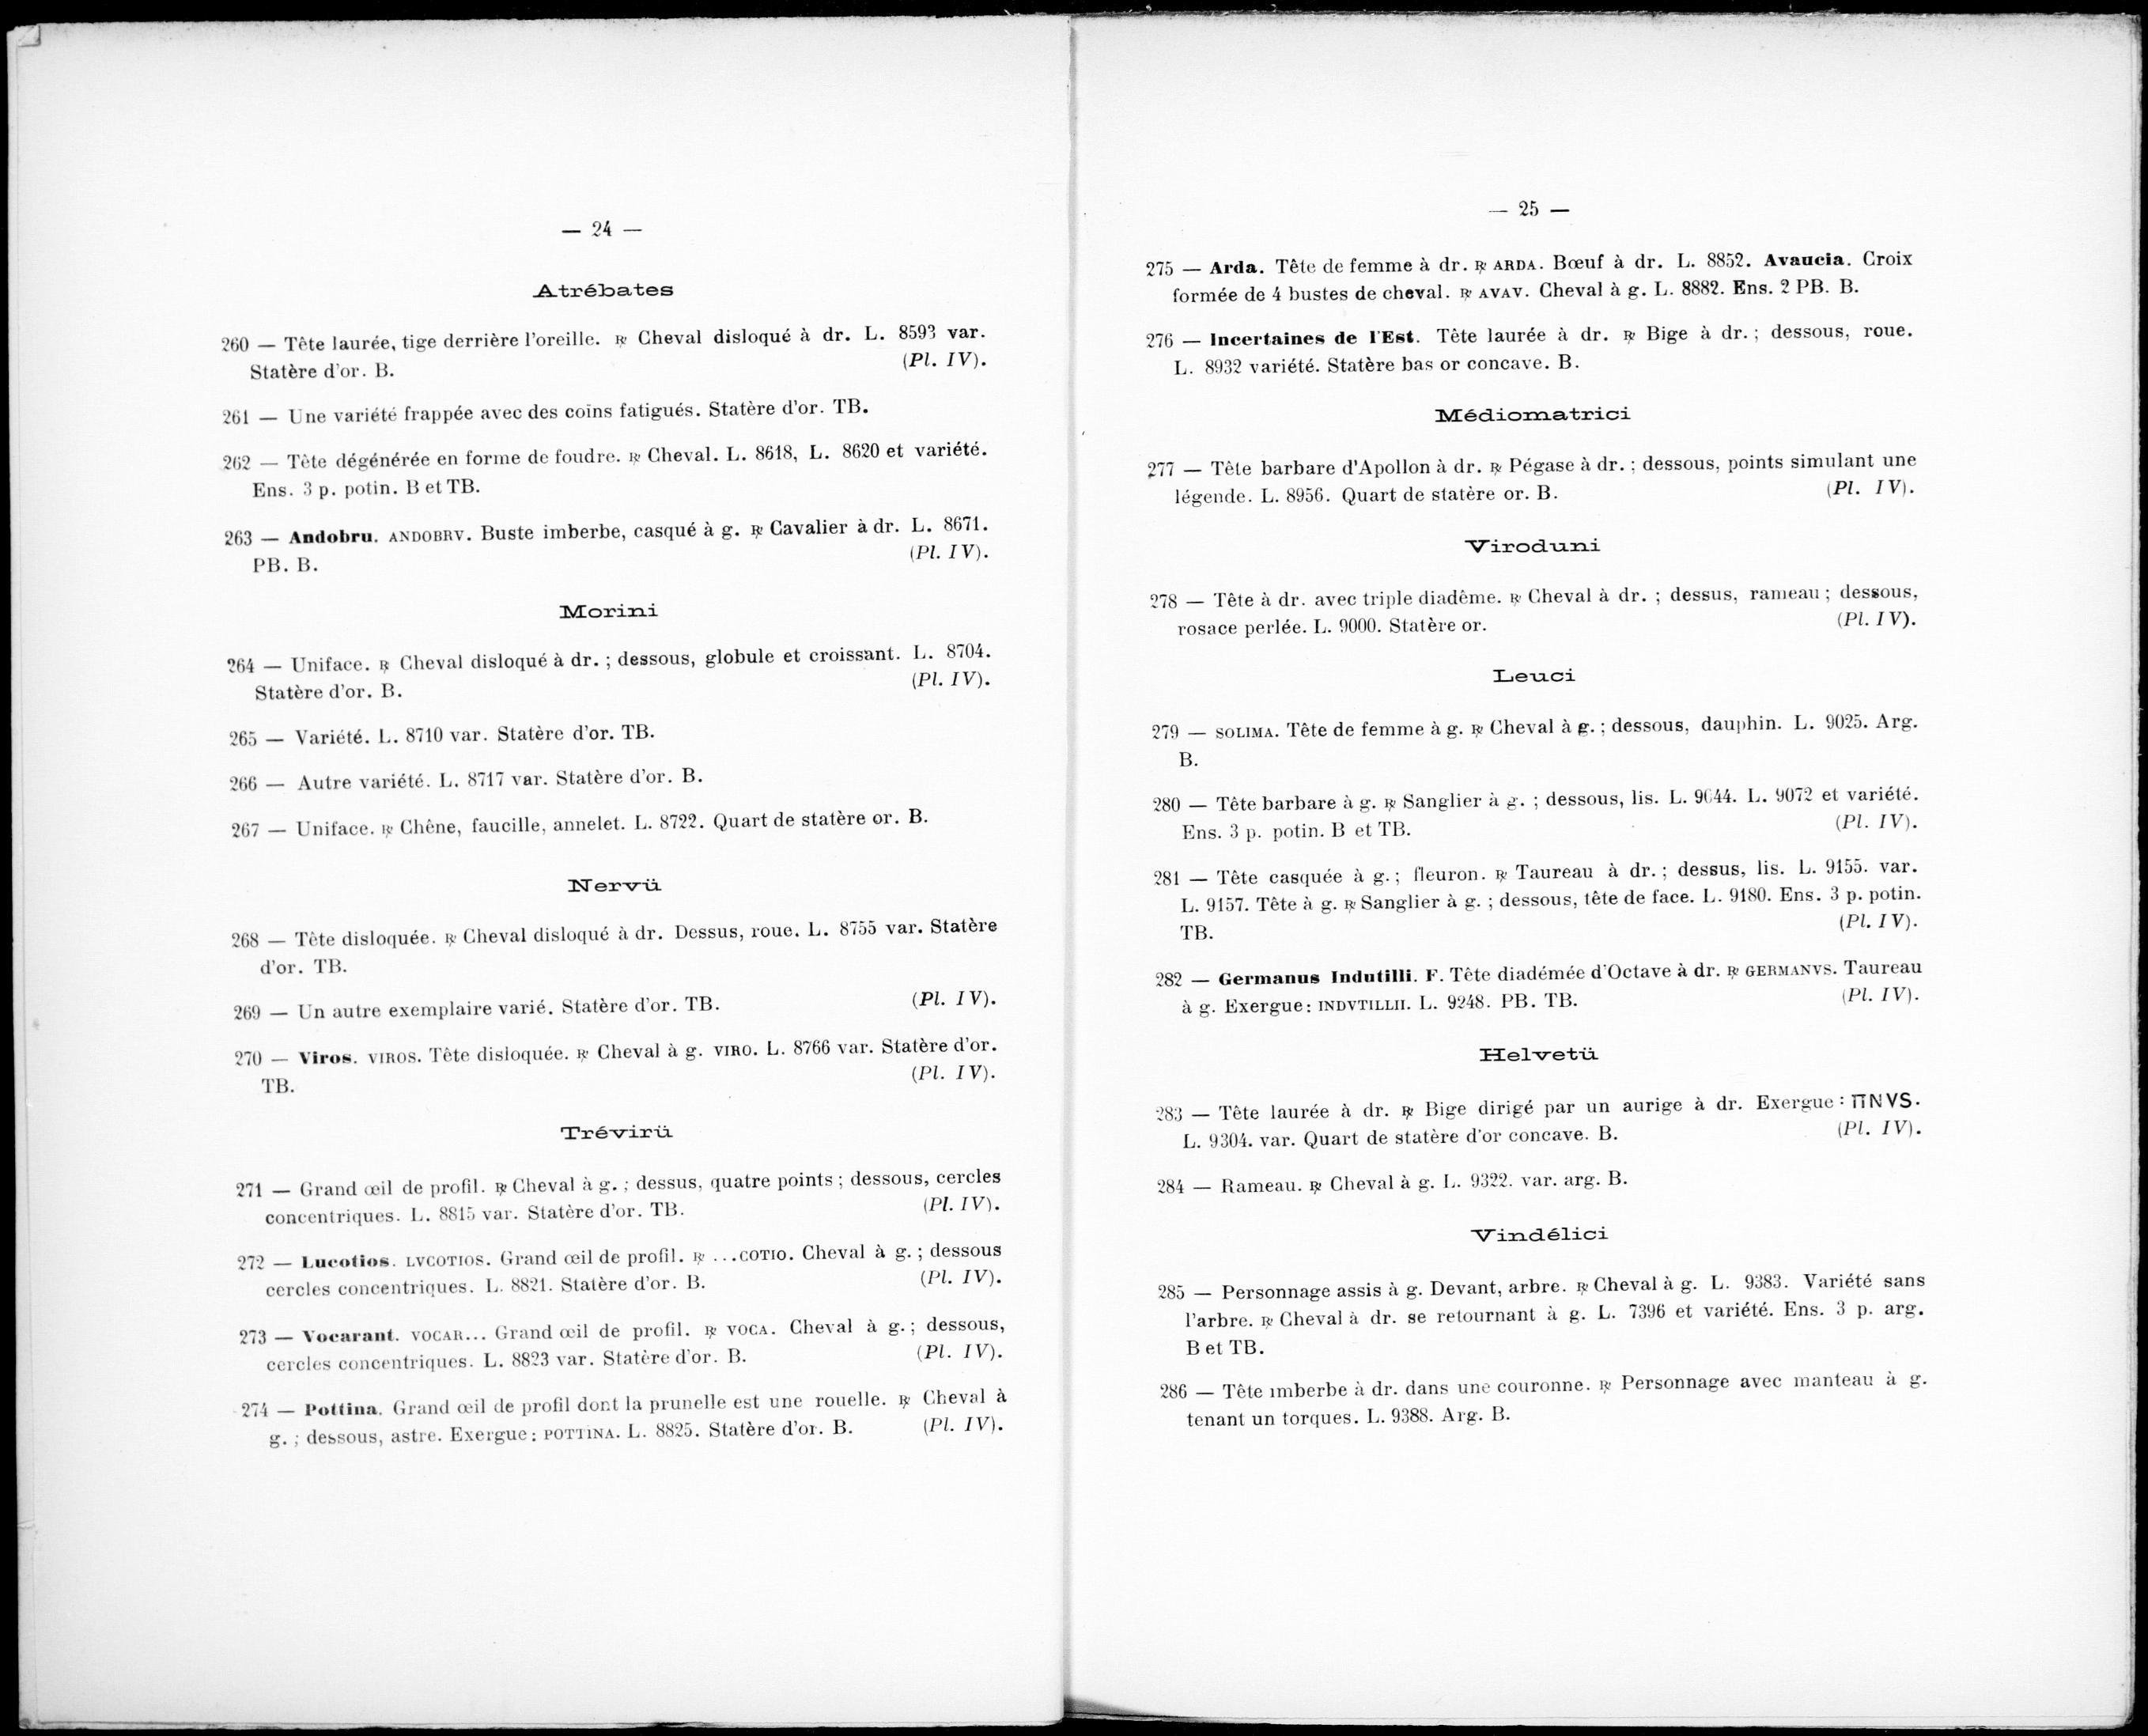 — 24 —
Atrébates
260 — Tête laurée, tige derrière l'oreille. ℞ Cheval disloqué à dr. L. 8593 var.
Statère d'or. B. (Pl. IV).
261 — Une variété frappée avec des coins fatigués. Statère d'or. TB.
262 — Tête dégénérée en forme de foudre. ℞ Cheval. L. 8618, L. 8620 et variété.
Ens. 3 p. potin. B et TB.
263 — Andobru. ANDOBRV. Buste imberbe, casqué à g. ℞ Cavalier à dr. L. 8671.
PB. B. (Pl. IV).
Morini
264 — Uniface. ℞ Cheval disloqué à dr. ; dessous, globule et croissant. L. 8704.
Statère d'or. B. (Pl. IV).
265 — Variété. L. 8710 var. Statère d'or. TB.
266 — Autre variété. L. 8717 var. Statère d'or. B.
267 — Uniface. ℞ Chêne, faucille, annelet. L. 8722. Quart de statère or. B.
Nervii
268 — Tête disloquée. ℞ Cheval disloqué à dr. Dessus, roue. L. 8755 var. Statère
d'or. TB.
269 — Un autre exemplaire varié. Statère d'or. TB. (Pl. IV).
270 — Viros. VIROS. Tête disloquée. ℞ Cheval à g. VIRO. L. 8766 var. Statère d'or.
TB. (Pl. IV).
Trévirii
271 — Grand œil de profil. ℞ Cheval à g. ; dessus, quatre points ; dessous, cercles
concentriques. L. 8815 var. Statère d'or. TB. (Pl. IV).
272 — Lucotios. LVCOTIOS. Grand œil de profil. ℞ ...COTIO. Cheval à g. ; dessous
cercles concentriques. L. 8821. Statère d'or. B. (Pl. IV).
273 — Vocarant. VOCAR... Grand œil de profil. ℞ VOCA. Cheval à g. ; dessous,
cercles concentriques. L. 8823 var. Statère d'or. B. (Pl. IV).
274 — Pottina. Grand œil de profil dont la prunelle est une rouelle. ℞ Cheval à
g. ; dessous, astre. Exergue : POTTINA. L. 8825. Statère d'or. B. (Pl. IV).
— 25 —
275 — Arda. Tête de femme à dr. ℞ ARDA. Bœuf à dr. L. 8852. Avaucia. Croix
formée de 4 bustes de cheval. ℞ AVAV. Cheval à g. L. 8882. Ens. 2 PB. B.
276 — Incertaines de l'Est. Tête laurée à dr. ℞ Bige à dr. ; dessous, roue.
L. 8932 variété. Statère bas or concave. B.
Médiomatrici
277 — Tête barbare d'Apollon à dr. ℞ Pégase à dr. ; dessous, points simulant une
légende. L. 8956. Quart de statère or. B. (Pl. IV).
Viroduni
278 — Tête à dr. avec triple diadême. ℞ Cheval à dr. ; dessus, rameau ; dessous,
rosace perlée. L. 9000. Statère or. (Pl. IV).
Leuci
279 — SOLIMA. Tête de femme à g. ℞ Cheval à g. ; dessous, dauphin. L. 9025. Arg.
B.
280 — Tête barbare à g. ℞ Sanglier à g. ; dessous, lis. L. 9044. L. 9072 et variété.
Ens. 3 p. potin. B et TB. (Pl. IV).
281 — Tête casquée à g. ; fleuron. ℞ Taureau à dr. ; dessus, lis. L. 9155. var.
L. 9157. Tête à g. ℞ Sanglier à g. ; dessous, tête de face. L. 9180. Ens. 3 p. potin.
TB. (Pl. IV).
282 — Germanus Indutilli. F. Tête diadémée d'Octave à dr. ℞ GERMANVS. Taureau
à g. Exergue : INDVTILLII. L. 9248. PB. TB. (Pl. IV).
Helvetii
283 — Tête laurée à dr. ℞ Bige dirigé par un aurige à dr. Exergue : ΠNVS.
L. 9304. var. Quart de statère d'or concave. B. (Pl. IV).
284 — Rameau. ℞ Cheval à g. L. 9322. var. arg. B.
Vindélici
285 — Personnage assis à g. Devant, arbre. ℞ Cheval à g. L. 9383. Variété sans
l'arbre. ℞ Cheval à dr. se retournant à g. L. 7396 et variété. Ens. 3 p. arg.
B et TB.
286 — Tête imberbe à dr. dans une couronne. ℞ Personnage avec manteau à g.
tenant un torques. L. 9388. Arg. B.